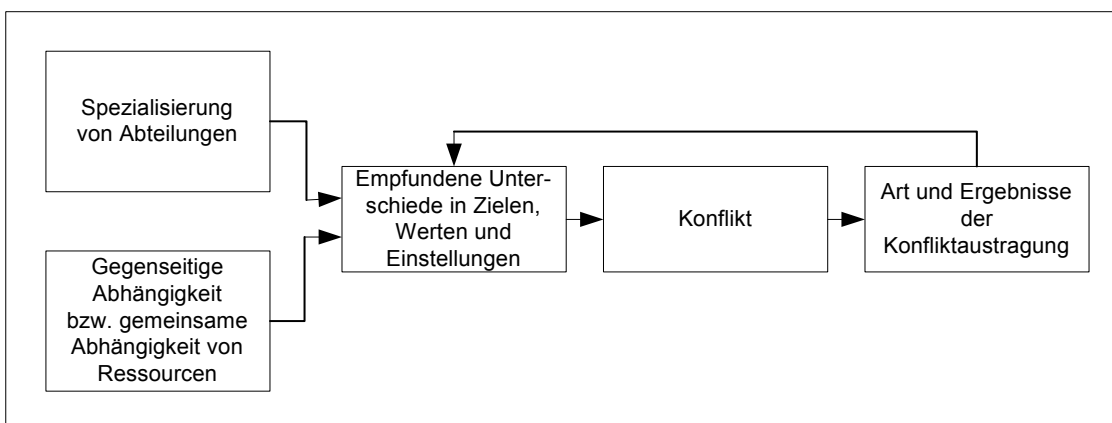 Spezialisierung
von Abteilungen
Gegenseitige
Abhängigkeit
bzw. gemeinsame
Abhängigkeit von
Ressourcen
Empfundene Unter-
schiede in Zielen,
Werten und
Einstellungen
Konflikt
Art und Ergebnisse
der
Konfliktaustragung